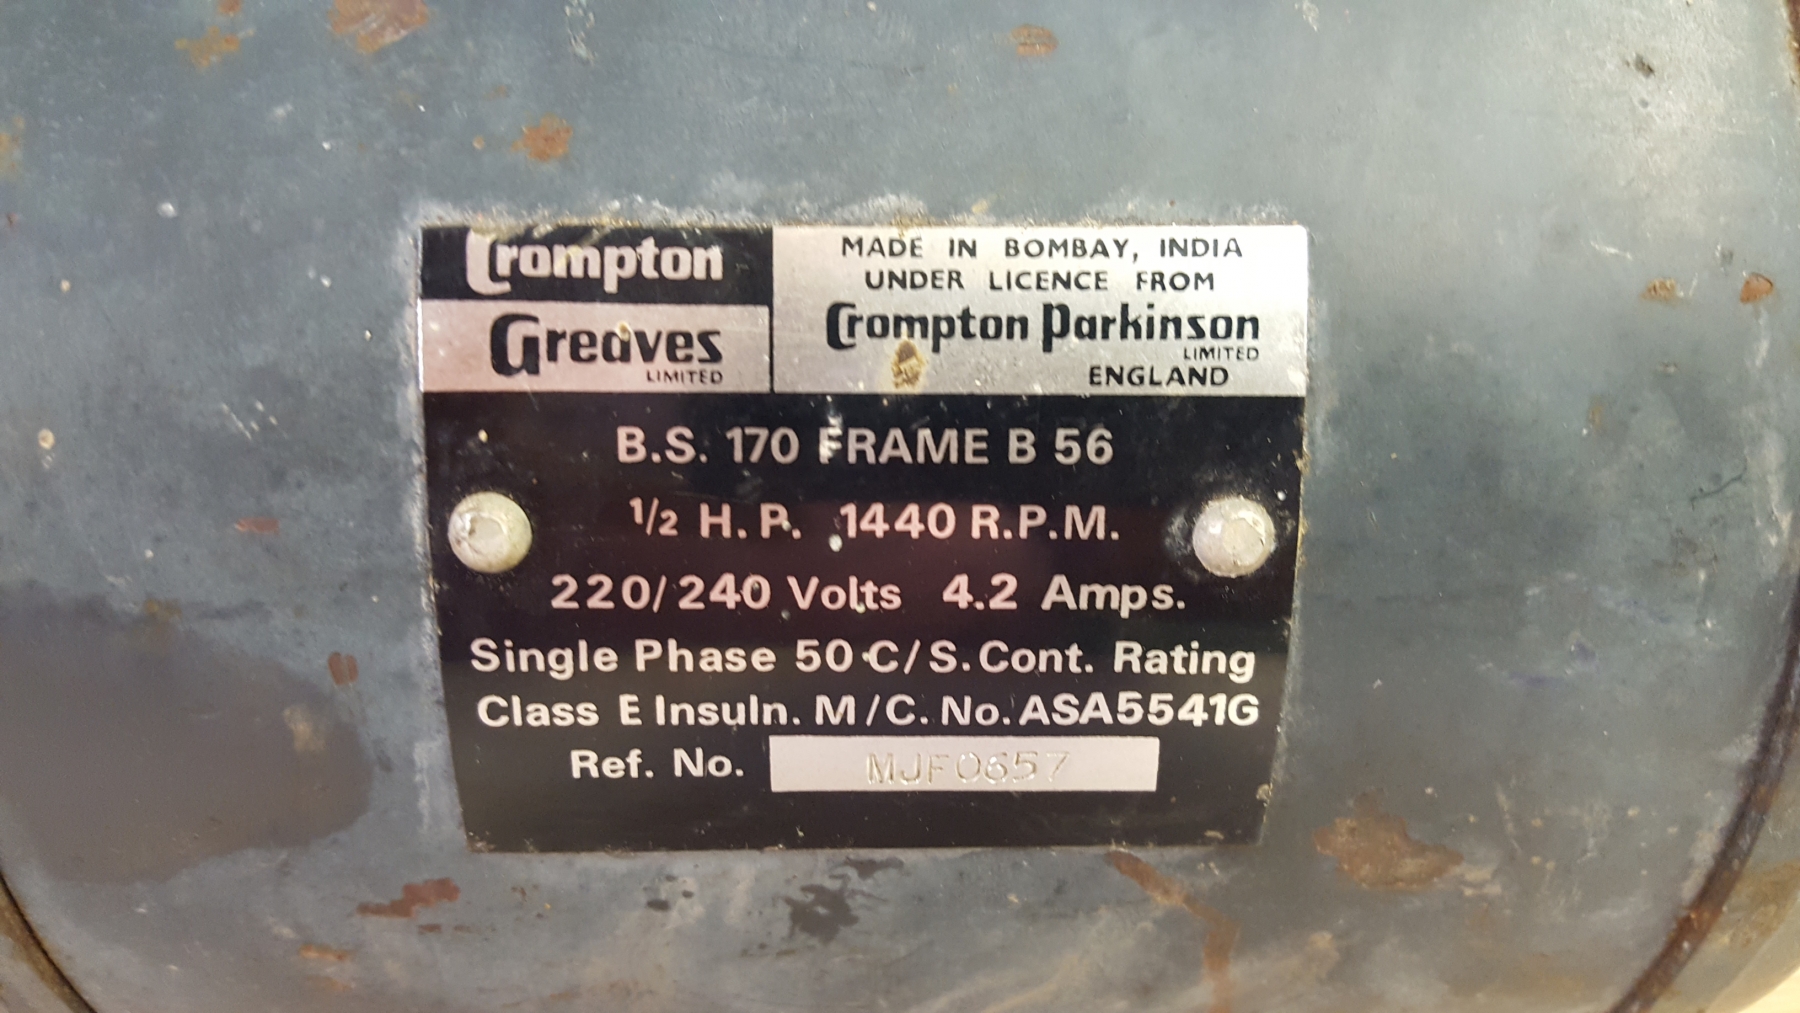 Crompton
Greaves
LIMITED
MADE IN BOMBAY, INDIA
UNDER LICENCE FROM
Crompton Parkinson
LIMITED
ENGLAND
B.S. 170 FRAME B 56
1/2 H.P. 1440 R.P.M.
220/240 Volts 4.2 Amps.
Single Phase 50 C/S. Cont. Rating
Class E Insuln. M/C. No. ASA5541G
Ref. No. MJF0657